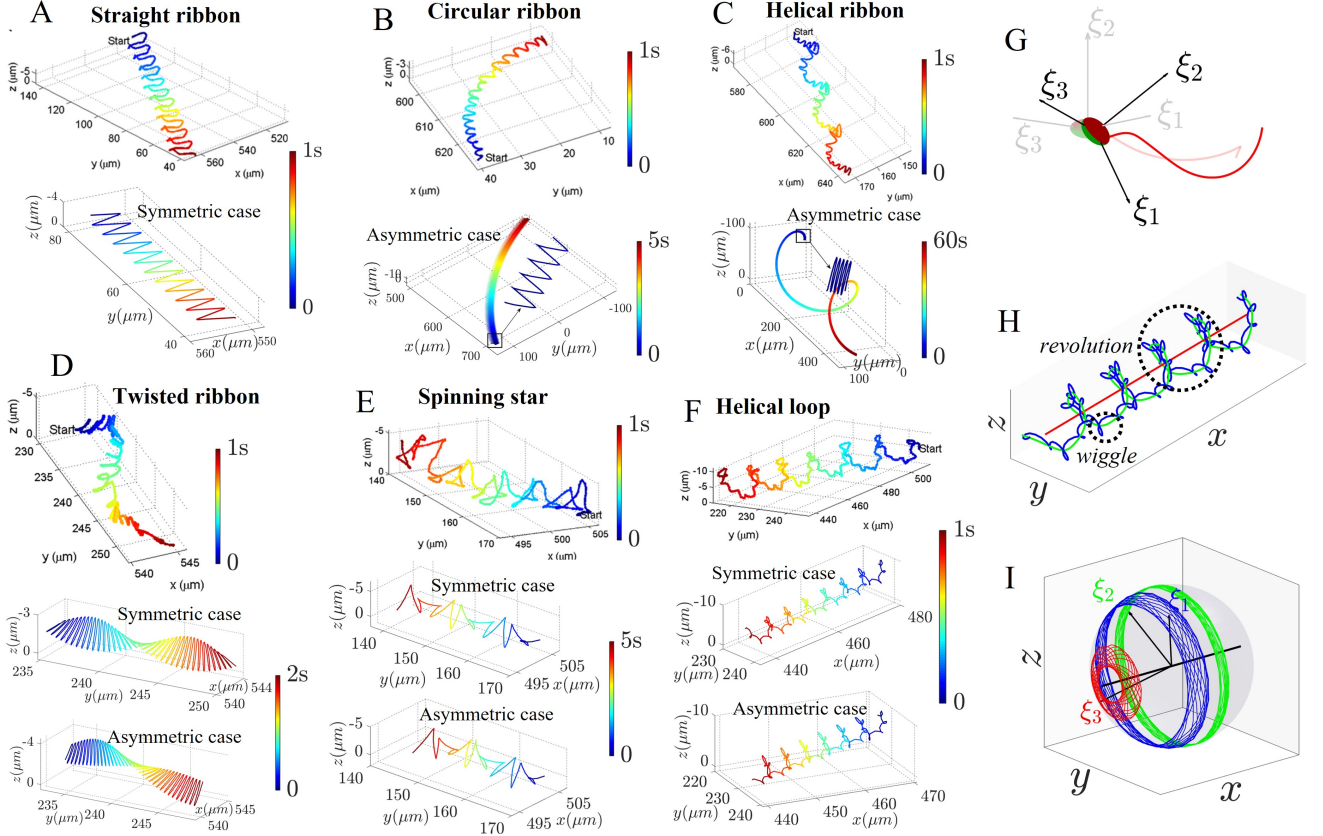 A
Straight ribbon
Start
z (μm)
-5
0
140
120
100
80
60
40
y (μm)
520
540
560
x (μm)
1s
0
Symmetric case
z(μm)
-4
0
80
60
40
y(μm)
560
550
x(μm)
B
Circular ribbon
z (μm)
-3
0
600
610
620
x (μm)
Start
40
30
20
10
y (μm)
1s
0
Asymmetric case
z(μm)
-10
0
500
600
700
x(μm)
100
0
-100
y(μm)
5s
0
C
Helical ribbon
Start
z (μm)
-6
0
580
600
620
640
x (μm)
170
160
150
y (μm)
1s
0
Asymmetric case
z(μm)
-100
0
0
200
400
x(μm)
100
0
y(μm)
60s
0
D
Twisted ribbon
z (μm)
-5
0
Start
230
235
240
245
250
y (μm)
540
545
x (μm)
1s
0
Symmetric case
z(μm)
-3
0
235
240
245
250
y(μm)
x(μm)
544
540
2s
0
Asymmetric case
z(μm)
-4
0
235
240
245
y(μm)
x(μm)
545
540
E
Spinning star
z (μm)
-5
0
140
150
160
170
y (μm)
Start
495
500
505
x (μm)
1s
0
Symmetric case
z(μm)
-5
0
140
150
160
170
y(μm)
505
495
x(μm)
5s
0
Asymmetric case
z(μm)
-5
0
140
150
160
170
y(μm)
505
495
x(μm)
F
Helical loop
z (μm)
-10
-5
0
220
230
240
y (μm)
Start
500
480
460
440
x (μm)
1s
0
Symmetric case
z(μm)
-10
0
230
240
y(μm)
440
460
480
x(μm)
Asymmetric case
z(μm)
-10
0
220
230
240
y(μm)
440
450
460
470
x(μm)
G
ξ2
ξ2
ξ3
ξ3
ξ1
ξ1
H
revolution
wiggle
z
y
x
I
ξ2
ξ1
ξ3
z
y
x